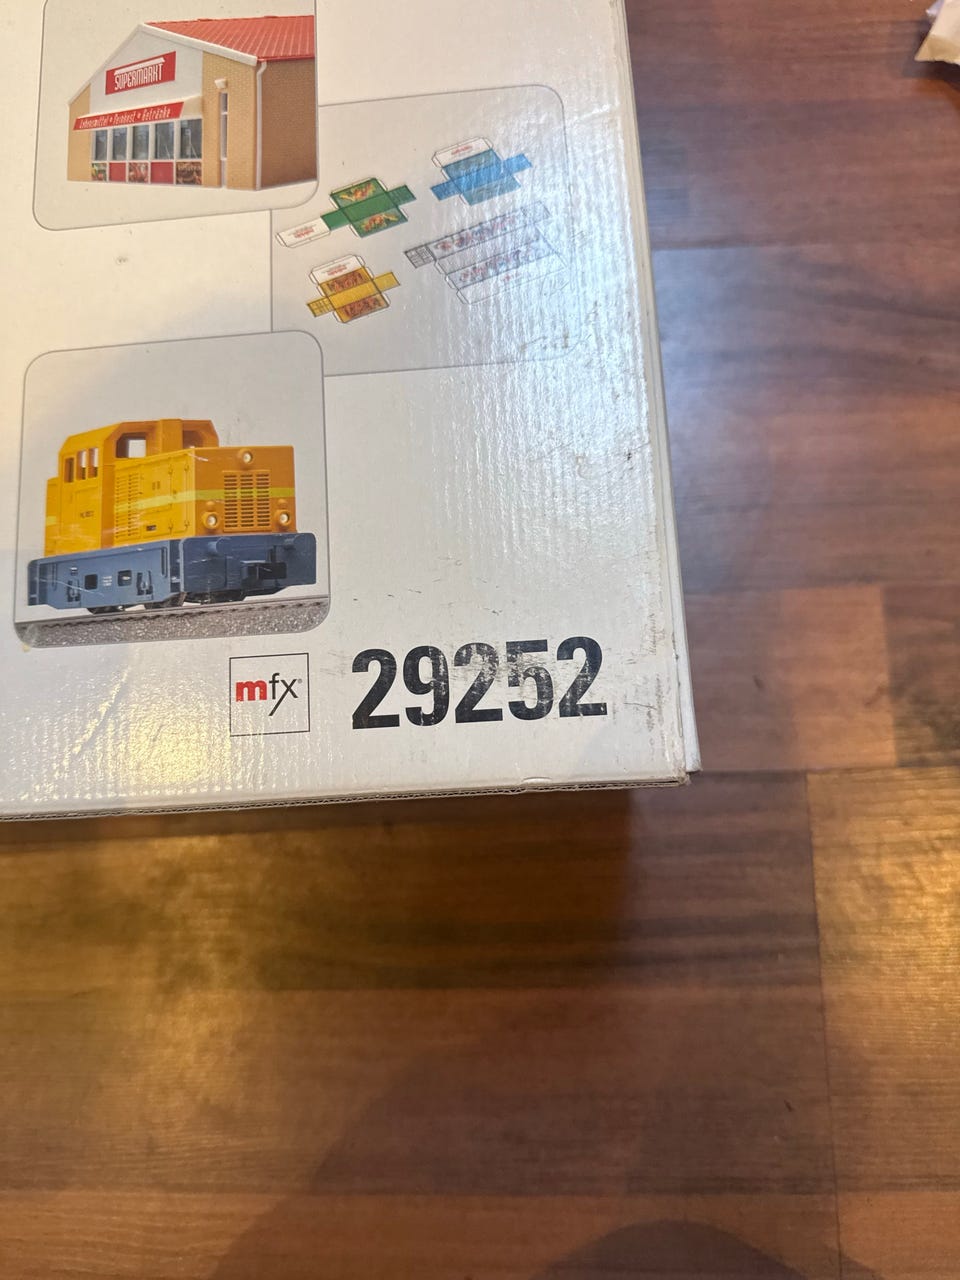 SUPERMARKT
Lebensmittel • Feinkost • Getränke
mfx
29252